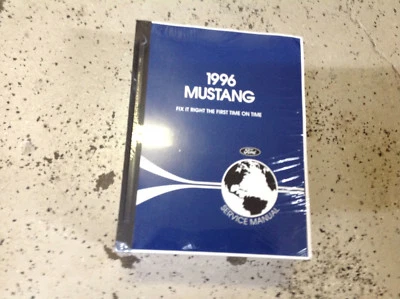 1996
MUSTANG
FIX IT RIGHT THE FIRST TIME ON TIME
Ford
SERVICE MANUAL